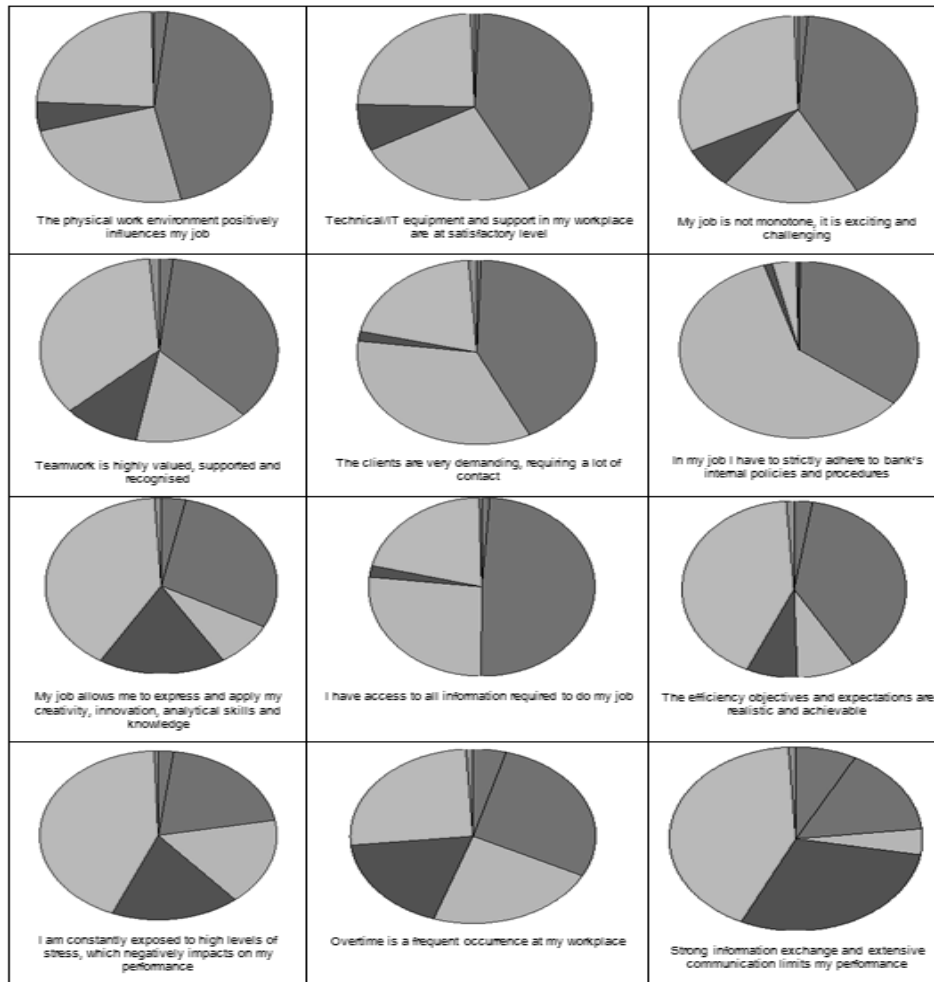 The physical work environment positively
influences my job
Technical/IT equipment and support in my workplace
are at satisfactory level
My job is not monotone, it is exciting and
challenging
Teamwork is highly valued, supported and
recognised
The clients are very demanding, requiring a lot of
contact
In my job I have to strictly adhere to bank's
internal policies and procedures
My job allows me to express and apply my
creativity, innovation, analytical skills and
knowledge
I have access to all information required to do my job
The efficiency objectives and expectations are
realistic and achievable
I am constantly exposed to high levels of
stress, which negatively impacts on my
performance
Overtime is a frequent occurrence at my workplace
Strong information exchange and extensive
communication limits my performance